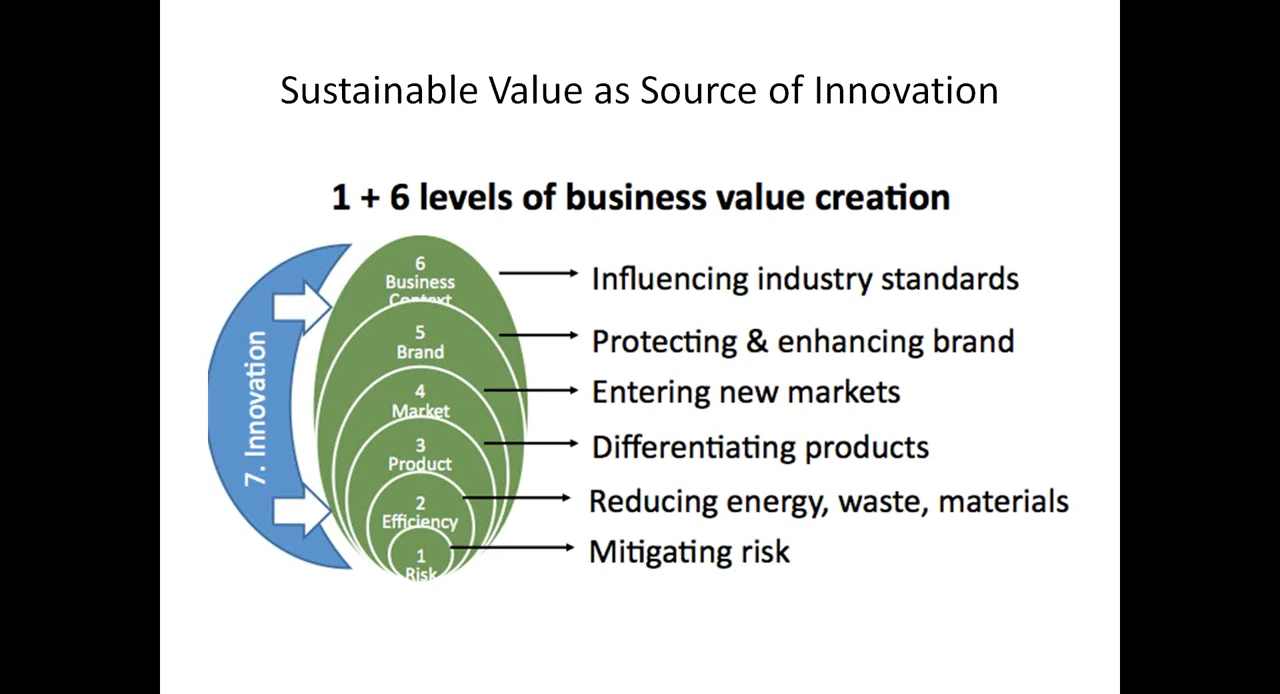 Sustainable Value as Source of Innovation
1 + 6 levels of business value creation
7. Innovation
6
Business
Context
Influencing industry standards
5
Brand
Protecting & enhancing brand
4
Market
Entering new markets
3
Product
Differentiating products
2
Efficiency
Reducing energy, waste, materials
1
Risk
Mitigating risk